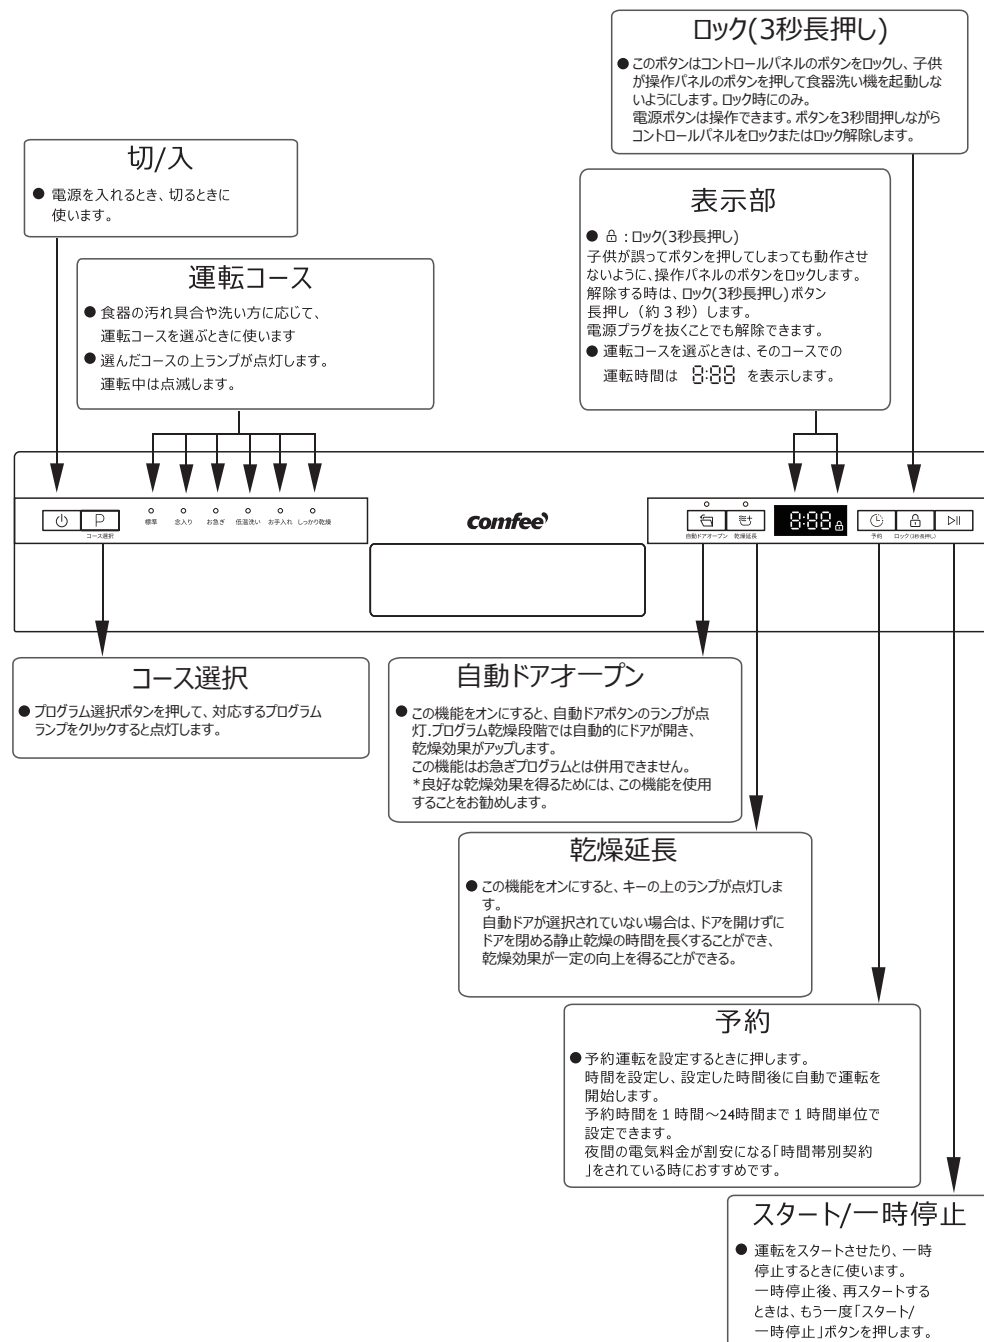 ロック(3秒長押し)
●このボタンはコントロールパネルのボタンをロックし、子供
が操作パネルのボタンを押して食器洗い機を起動しな
いようにします。ロック時にのみ。
電源ボタンは操作できます。ボタンを3秒間押しながら
コントロールパネルをロックまたはロック解除します。
切/入
● 電源を入れるとき、切るときに
使います。
表示部
● : ロック(3秒長押し)
子供が誤ってボタンを押してしまっても動作させ
ないように、操作パネルのボタンをロックします。
解除する時は、ロック(3秒長押し)ボタン
長押し（約３秒）します。
電源プラグを抜くことでも解除できます。
● 運転コースを選ぶときは、そのコースでの
運転時間は 8:88 を表示します。
運転コース
● 食器の汚れ具合や洗い方に応じて、
運転コースを選ぶときに使います
● 選んだコースの上ランプが点灯します。
運転中は点滅します。
P
コース選択
標準 念入り お急ぎ 低温洗い お手入れ しっかり乾燥
comfee'
自動ドアオープン 乾燥延長
8:88
予約 ロック(3秒長押し)
コース選択
● プログラム選択ボタンを押して、対応するプログラム
ランプをクリックすると点灯します。
自動ドアオープン
● この機能をオンにすると、自動ドアボタンのランプが点
灯.プログラム乾燥段階では自動的にドアが開き、
乾燥効果がアップします。
この機能はお急ぎプログラムとは併用できません。
*良好な乾燥効果を得るためには、この機能を使用
することをお勧めします。
乾燥延長
● この機能をオンにすると、キーの上のランプが点灯しま
す。
自動ドアが選択されていない場合は、ドアを開けずに
ドアを閉める静止乾燥の時間を長くすることができ、
乾燥効果が一定の向上を得ることができる。
予約
● 予約運転を設定するときに押します。
時間を設定し、設定した時間後に自動で運転を
開始します。
予約時間を１時間～24時間まで１時間単位で
設定できます。
夜間の電気料金が割安になる「時間帯別契約
」をされている時におすすめです。
スタート/一時停止
● 運転をスタートさせたり、一時
停止するときに使います。
一時停止後、再スタートする
ときは、もう一度「スタート/
一時停止」ボタンを押します。